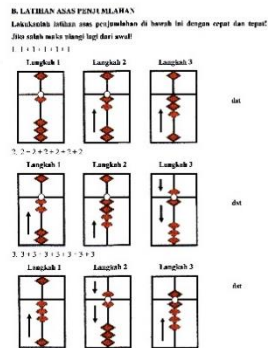 B. LATIHAN ASAS PENJUMLAHAN
Lakukanlah latihan asas penjumlahan di bawah ini dengan cepat dan tepat!
Jika salah maka ulangi lagi dari awal!
1. 1 + 1 + 1 + 1 + 1
Langkah 1 Langkah 2 Langkah 3
dst
2. 2 + 2 + 2 + 2 + 2 + 2
Langkah 1 Langkah 2 Langkah 3
dst
3. 3 + 3 + 3 + 3 + 3 + 3
Langkah 1 Langkah 2 Langkah 3
dst